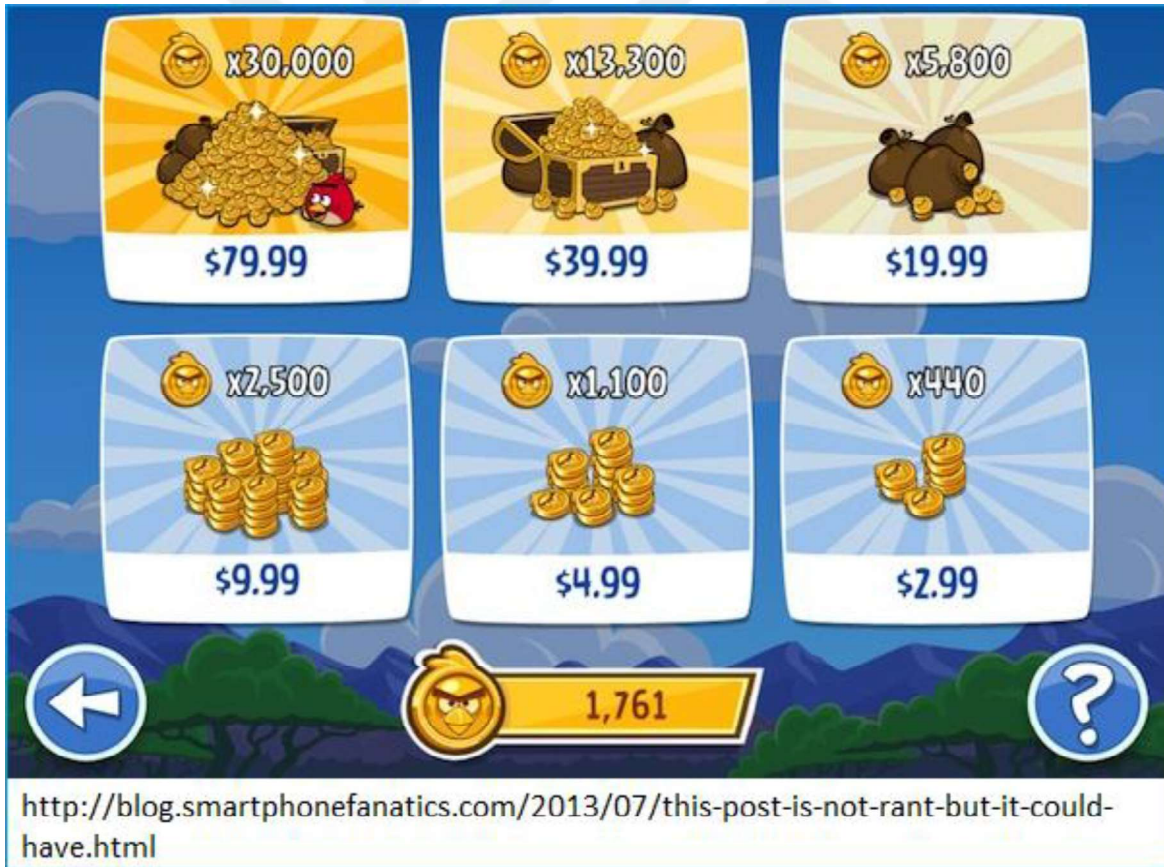 x30,000 x13,300 x5,800
$79.99 $39.99 $19.99
x2,500 x1,100 x440
$9.99 $4.99 $2.99
1,761 ?
http://blog.smartphonefanatics.com/2013/07/this-post-is-not-rant-but-it-could-
have.html